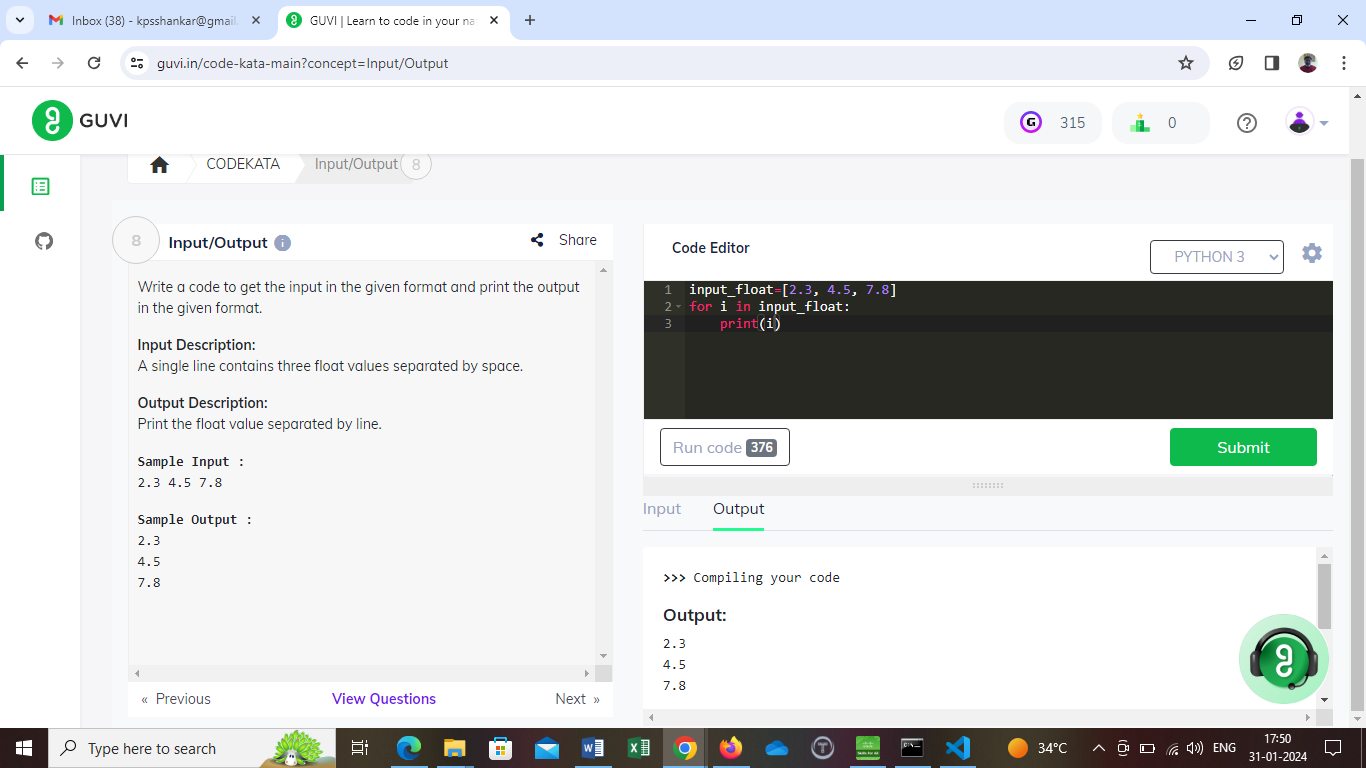 Inbox (38) - kpsshankar@gmail.
GUVI | Learn to code in your na
guvi.in/code-kata-main?concept=Input/Output
GUVI
315
0
CODEKATA
Input/Output
8
8
Input/Output
Share
Write a code to get the input in the given format and print the output
in the given format.
Input Description:
A single line contains three float values separated by space.
Output Description:
Print the float value separated by line.
Sample Input :
2.3 4.5 7.8
Sample Output :
2.3
4.5
7.8
« Previous
View Questions
Next »
Code Editor
PYTHON 3
1 input_float=[2.3, 4.5, 7.8]
2 for i in input_float:
3 print(i)
Run code 376
Submit
Input
Output
>>> Compiling your code
Output:
2.3
4.5
7.8
Type here to search
34°C
ENG
17:50
31-01-2024